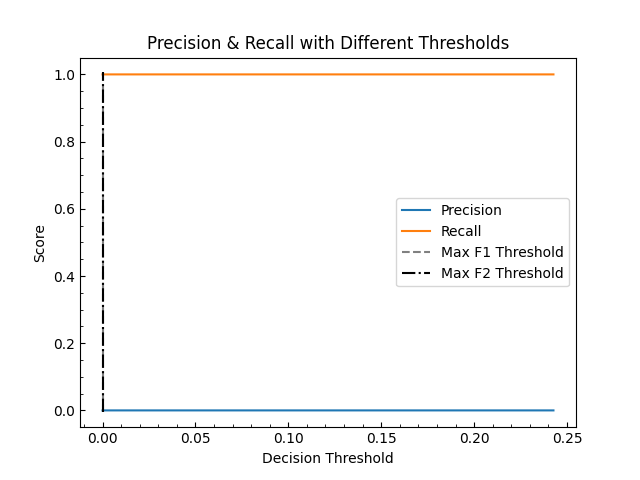 Precision & Recall with Different Thresholds
1.0
0.8
0.6
0.4
0.2
0.0
Score
Precision
Recall
Max F1 Threshold
Max F2 Threshold
0.00 0.05 0.10 0.15 0.20 0.25
Decision Threshold